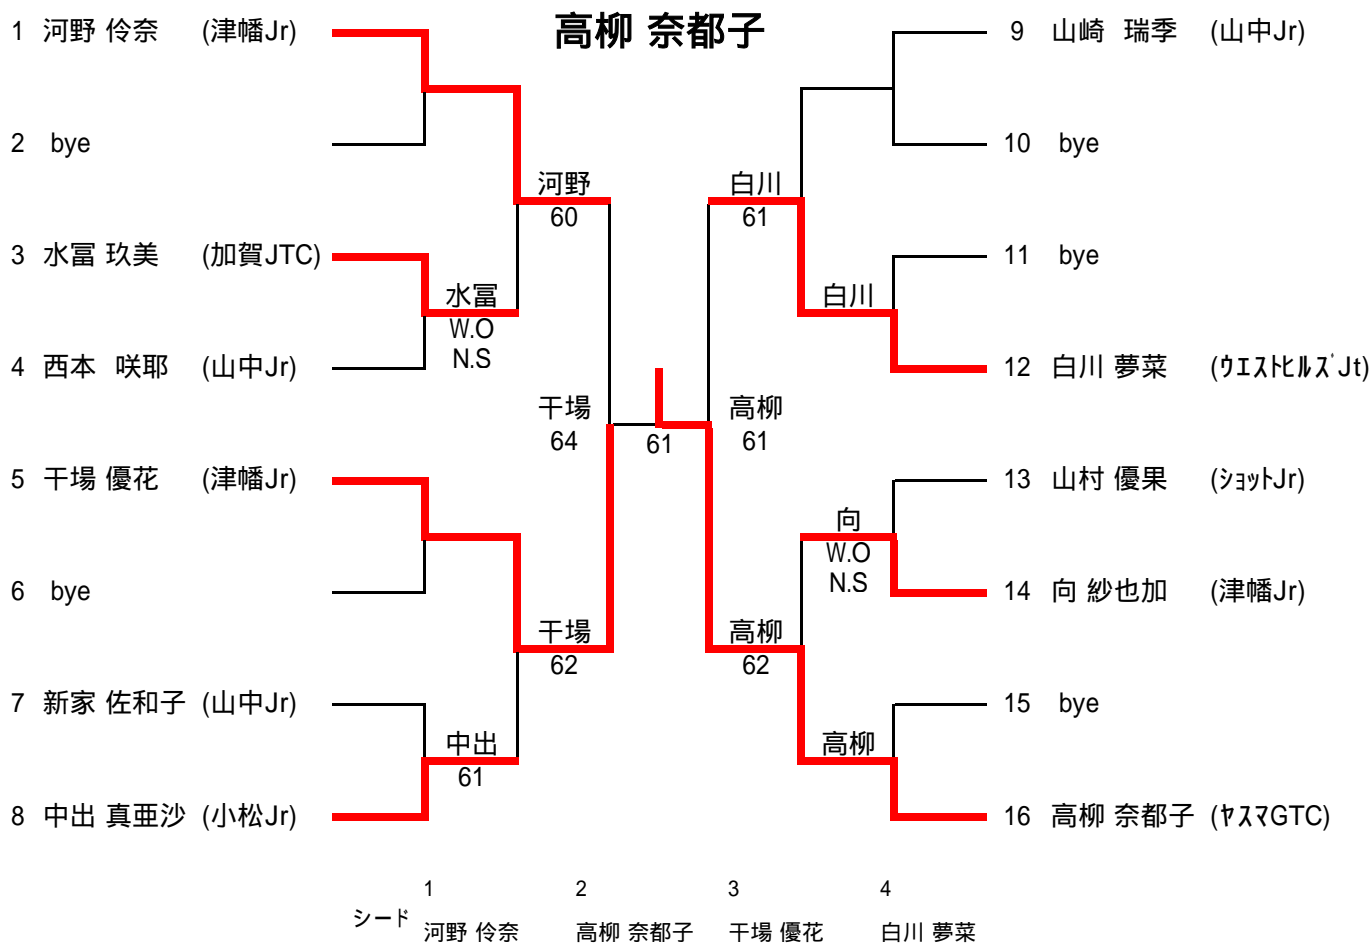 高柳 奈都子
1 河野 伶奈 (津幡Jr)
2 bye
3 水冨 玖美 (加賀JTC)
4 西本 咲耶 (山中Jr)
5 干場 優花 (津幡Jr)
6 bye
7 新家 佐和子 (山中Jr)
8 中出 真亜沙 (小松Jr)
水冨
W.O
N.S
中出
61
河野
60
干場
62
干場
64
61
高柳
61
白川
61
高柳
62
白川
向
W.O
N.S
高柳
9 山崎 瑞季 (山中Jr)
10 bye
11 bye
12 白川 夢菜 (ｳｴｽﾄﾋﾙｽﾞJt)
13 山村 優果 (ｼｮｯﾄJr)
14 向 紗也加 (津幡Jr)
15 bye
16 高柳 奈都子 (ﾔｽﾏGTC)
1 2 3 4
シード 河野 伶奈 高柳 奈都子 干場 優花 白川 夢菜